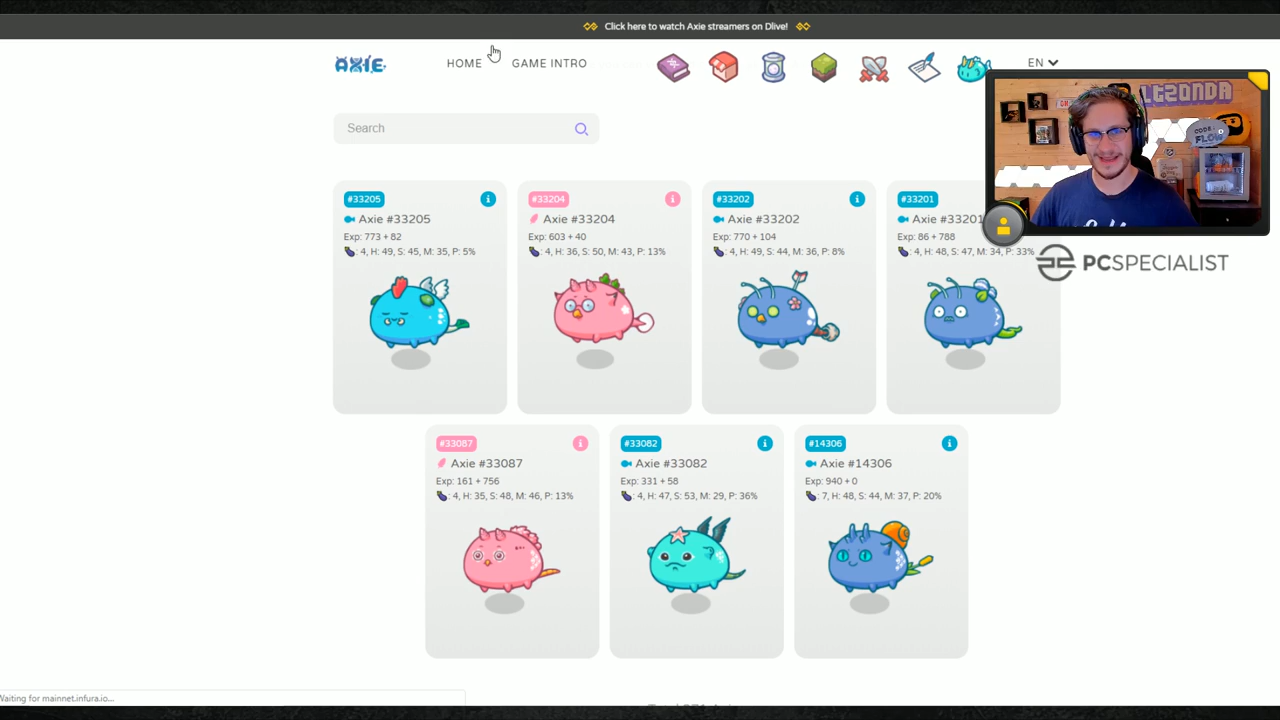 Click here to watch Axie streamers on Dlive!
AXIE
HOME
GAME INTRO
EN
Search
LTZONDA
CODE:
FLOW
PCSPECIALIST
#33205
Axie #33205
Exp: 773 + 82
: 4, H: 49, S: 45, M: 35, P: 5%
#33204
Axie #33204
Exp: 603 + 40
: 4, H: 36, S: 50, M: 43, P: 13%
#33202
Axie #33202
Exp: 770 + 104
: 4, H: 49, S: 44, M: 36, P: 8%
#33201
Axie #33201
Exp: 86 + 788
: 4, H: 48, S: 47, M: 34, P: 33%
#33087
Axie #33087
Exp: 161 + 756
: 4, H: 35, S: 48, M: 46, P: 13%
#33082
Axie #33082
Exp: 331 + 58
: 4, H: 47, S: 53, M: 29, P: 36%
#14306
Axie #14306
Exp: 940 + 0
: 7, H: 48, S: 44, M: 37, P: 20%
Waiting for mainnet.infura.io...